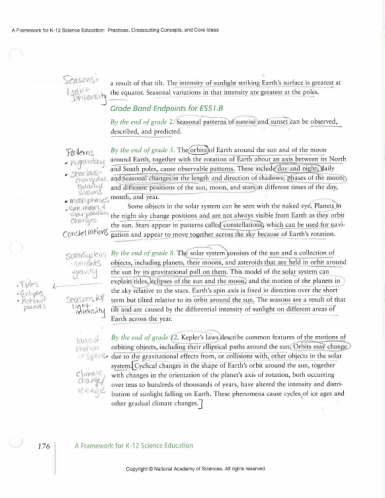 A Framework for K-12 Science Education: Practices, Crosscutting Concepts, and Core Ideas
Seasons:
light
intensity
a result of that tilt. The intensity of sunlight striking Earth's surface is greatest at
the equator. Seasonal variations in that intensity are greatest at the poles.
Grade Band Endpoints for ESS1.B
By the end of grade 2. Seasonal patterns of sunrise and sunset can be observed,
described, and predicted.
Patterns
• night+day
• shadows
seasons
• moon phases
• sun, moon, +
star position
changes
Constellations
By the end of grade 5. The orbits of Earth around the sun and of the moon
around Earth, together with the rotation of Earth about an axis between its North
and South poles, cause observable patterns. These include day and night; daily
and seasonal changes in the length and direction of shadows; phases of the moon;
and different positions of the sun, moon, and stars at different times of the day,
month, and year.
Some objects in the solar system can be seen with the naked eye. Planets in
the night sky change positions and are not always visible from Earth as they orbit
the sun. Stars appear in patterns called constellations, which can be used for navi-
gation and appear to move together across the sky because of Earth's rotation.
Solar System
gravity
• Tides
• Eclipses
planets
Seasons
light
intensity
By the end of grade 8. The solar system consists of the sun and a collection of
objects, including planets, their moons, and asteroids that are held in orbit around
the sun by its gravitational pull on them. This model of the solar system can
explain tides, eclipses of the sun and the moon, and the motion of the planets in
the sky relative to the stars. Earth's spin axis is fixed in direction over the short
term but tilted relative to its orbit around the sun. The seasons are a result of that
tilt and are caused by the differential intensity of sunlight on different areas of
Earth across the year.
laws of
motion
change
ice age
By the end of grade 12. Kepler's laws describe common features of the motions of
orbiting objects, including their elliptical paths around the sun. Orbits may change
due to the gravitational effects from, or collisions with, other objects in the solar
system. Cyclical changes in the shape of Earth's orbit around the sun, together
with changes in the orientation of the planet's axis of rotation, both occurring
over tens to hundreds of thousands of years, have altered the intensity and distri-
bution of sunlight falling on Earth. These phenomena cause cycles of ice ages and
other gradual climate changes.
176
A Framework for K-12 Science Education
Copyright © National Academy of Sciences. All rights reserved.